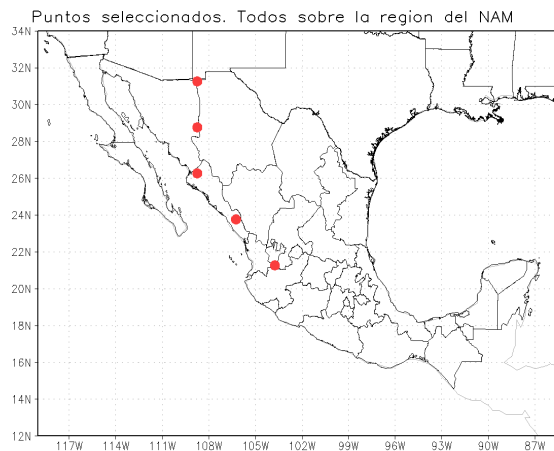 Puntos seleccionados. Todos sobre la region del NAM
34N
32N
30N
28N
26N
24N
22N
20N
18N
16N
14N
12N
117W 114W 111W 108W 105W 102W 99W 96W 93W 90W 87W